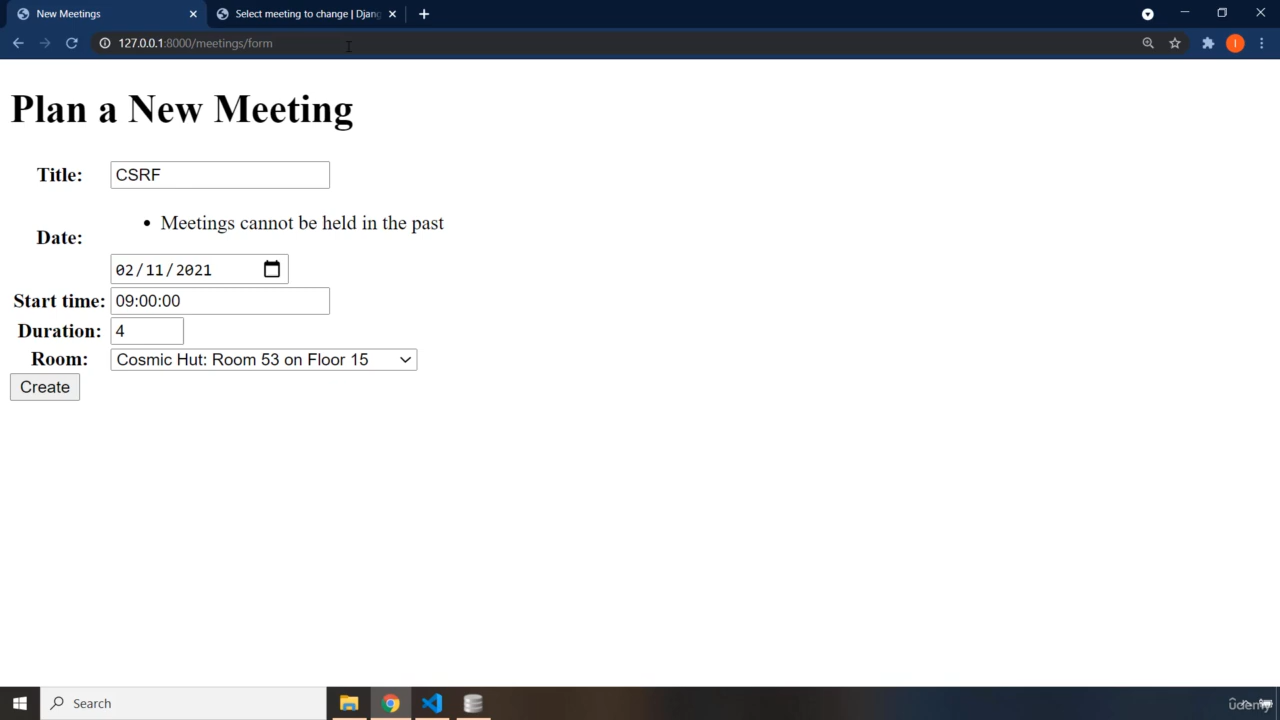 New Meetings
Select meeting to change | Djang
127.0.0.1:8000/meetings/form
I
Plan a New Meeting
Title: CSRF
• Meetings cannot be held in the past
Date:
02/11/2021
Start time: 09:00:00
Duration: 4
Room: Cosmic Hut: Room 53 on Floor 15
Create
Search
udemy